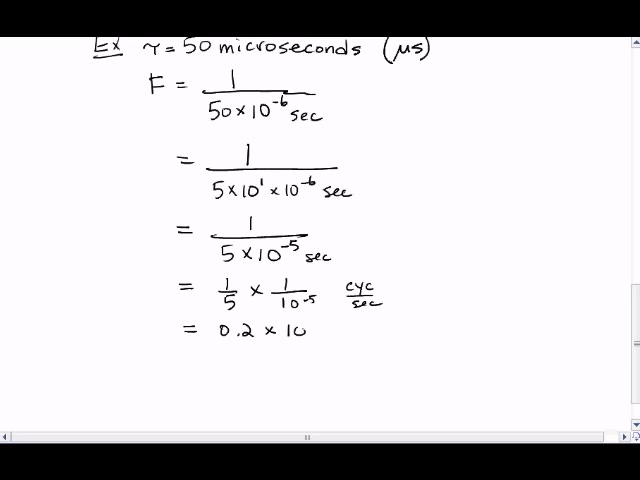 Ex τ = 50 microseconds (μs)
F = 1 / 50 × 10⁻⁶ sec
= 1 / 5 × 10¹ × 10⁻⁶ sec
= 1 / 5 × 10⁻⁵ sec
= 1/5 × 1/10⁻⁵ cyc/sec
= 0.2 × 10